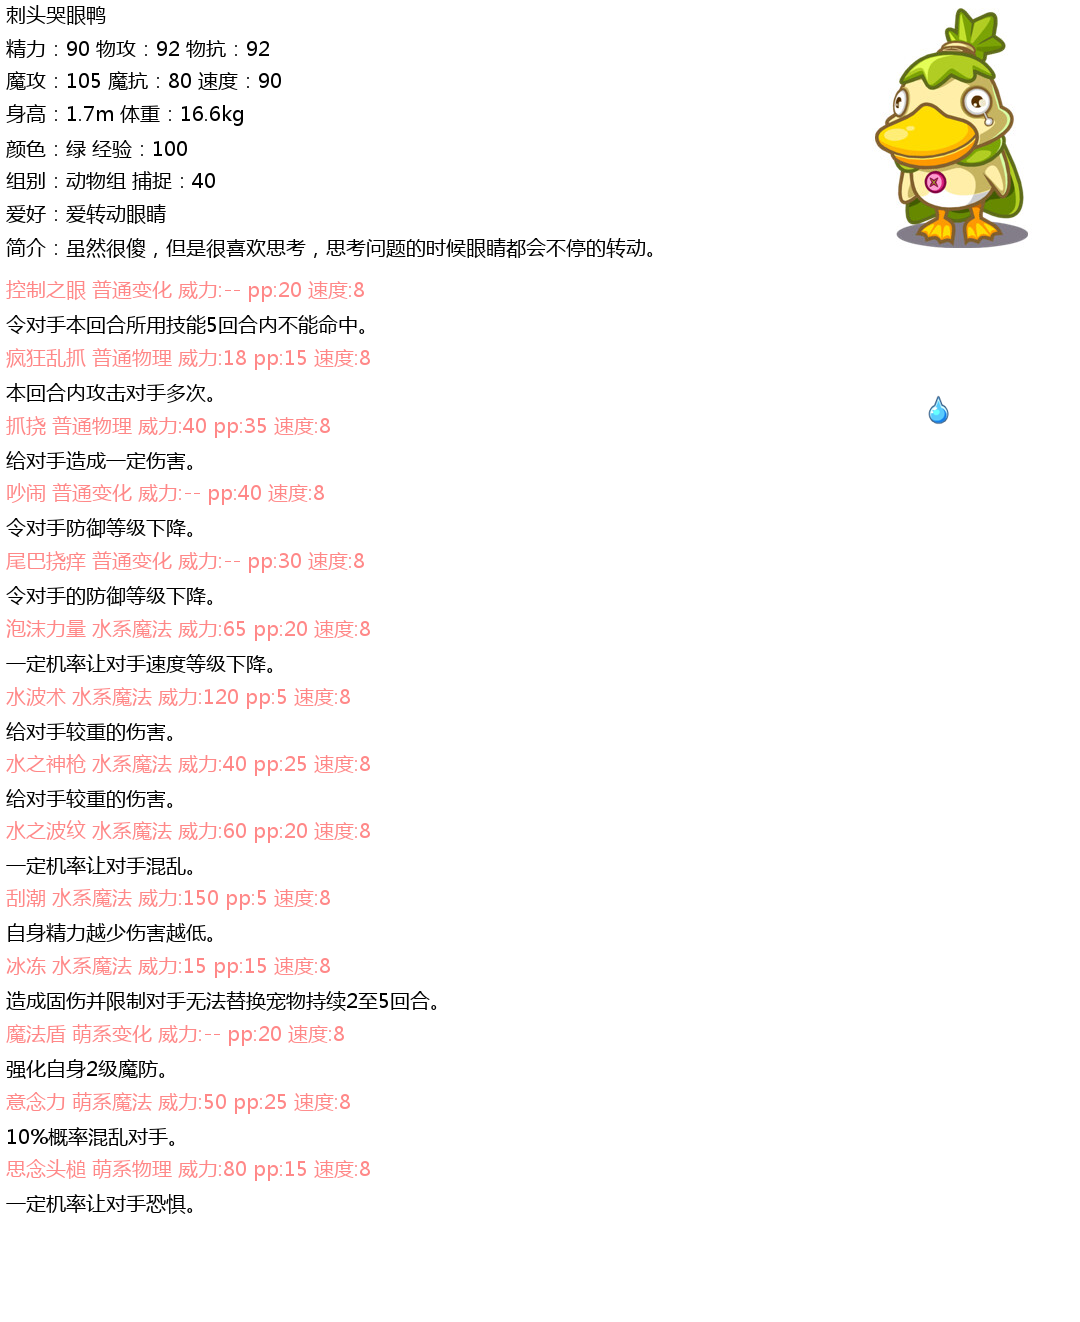 刺头哭眼鸭
精力：90 物攻：92 物抗：92
魔攻：105 魔抗：80 速度：90
身高：1.7m 体重：16.6kg
颜色：绿 经验：100
组别：动物组 捕捉：40
爱好：爱转动眼睛
简介：虽然很傻，但是很喜欢思考，思考问题的时候眼睛都会不停的转动。
控制之眼 普通变化 威力:-- pp:20 速度:8
令对手本回合所用技能5回合内不能命中。
疯狂乱抓 普通物理 威力:18 pp:15 速度:8
本回合内攻击对手多次。
抓挠 普通物理 威力:40 pp:35 速度:8
给对手造成一定伤害。
吵闹 普通变化 威力:-- pp:40 速度:8
令对手防御等级下降。
尾巴挠痒 普通变化 威力:-- pp:30 速度:8
令对手的防御等级下降。
泡沫力量 水系魔法 威力:65 pp:20 速度:8
一定机率让对手速度等级下降。
水波术 水系魔法 威力:120 pp:5 速度:8
给对手较重的伤害。
水之神枪 水系魔法 威力:40 pp:25 速度:8
给对手较重的伤害。
水之波纹 水系魔法 威力:60 pp:20 速度:8
一定机率让对手混乱。
刮潮 水系魔法 威力:150 pp:5 速度:8
自身精力越少伤害越低。
冰冻 水系魔法 威力:15 pp:15 速度:8
造成固伤并限制对手无法替换宠物持续2至5回合。
魔法盾 萌系变化 威力:-- pp:20 速度:8
强化自身2级魔防。
意念力 萌系魔法 威力:50 pp:25 速度:8
10%概率混乱对手。
思念头槌 萌系物理 威力:80 pp:15 速度:8
一定机率让对手恐惧。